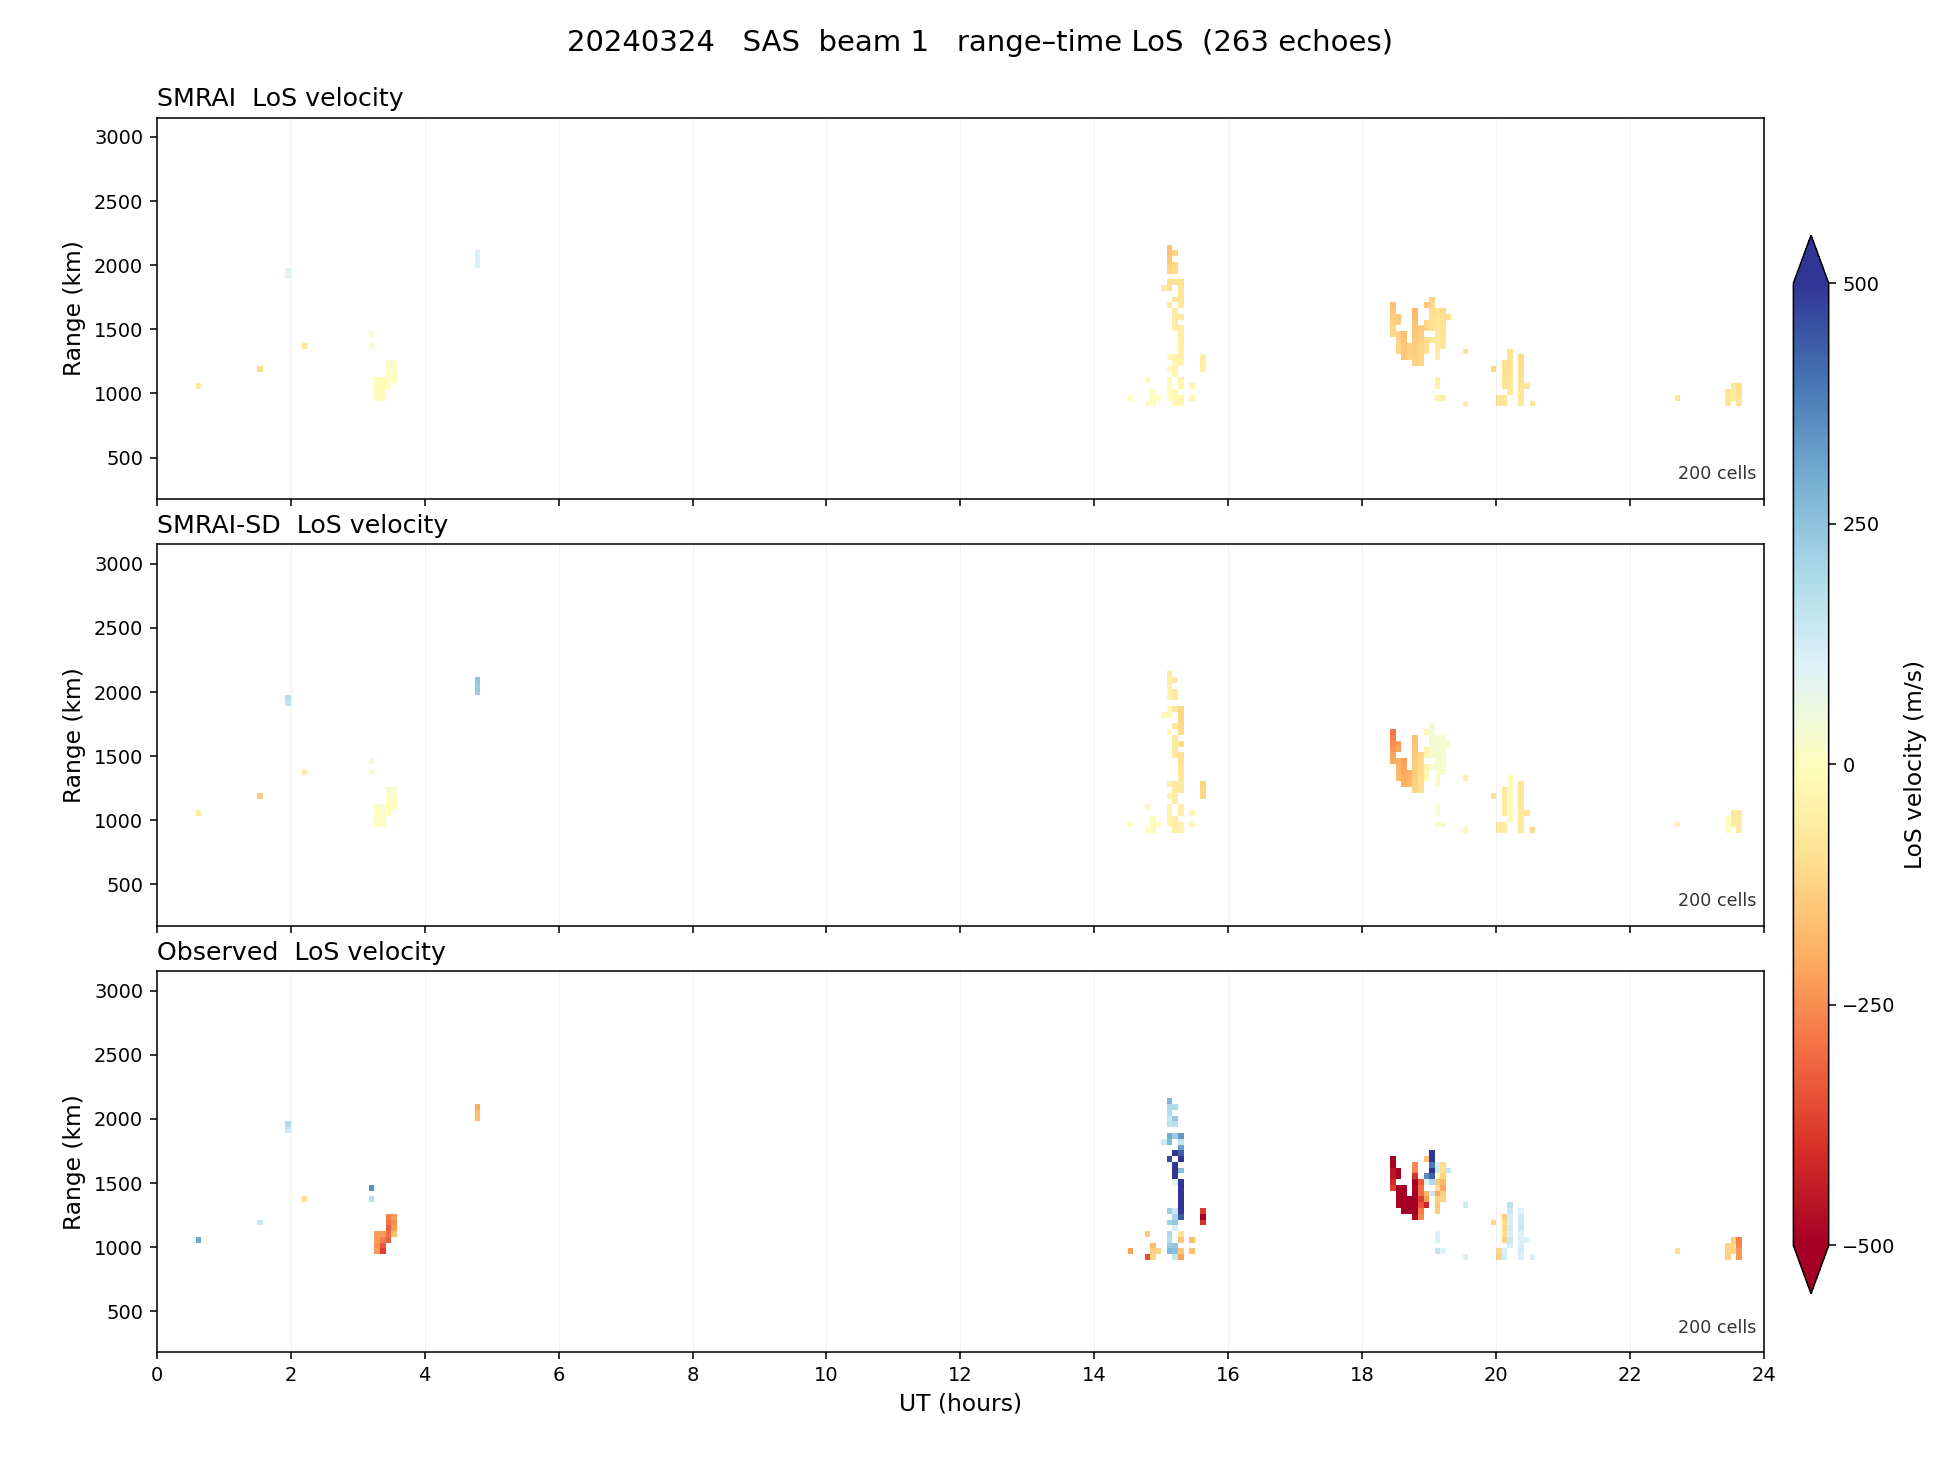 20240324   SAS  beam 1   range–time LoS  (263 echoes)
SMRAI  LoS velocity
3000
2500
2000
1500
1000
500
Range (km)
200 cells
SMRAI-SD  LoS velocity
3000
2500
2000
1500
1000
500
Range (km)
200 cells
Observed  LoS velocity
3000
2500
2000
1500
1000
500
Range (km)
200 cells
0 2 4 6 8 10 12 14 16 18 20 22 24
UT (hours)
500
250
0
−250
−500
LoS velocity (m/s)